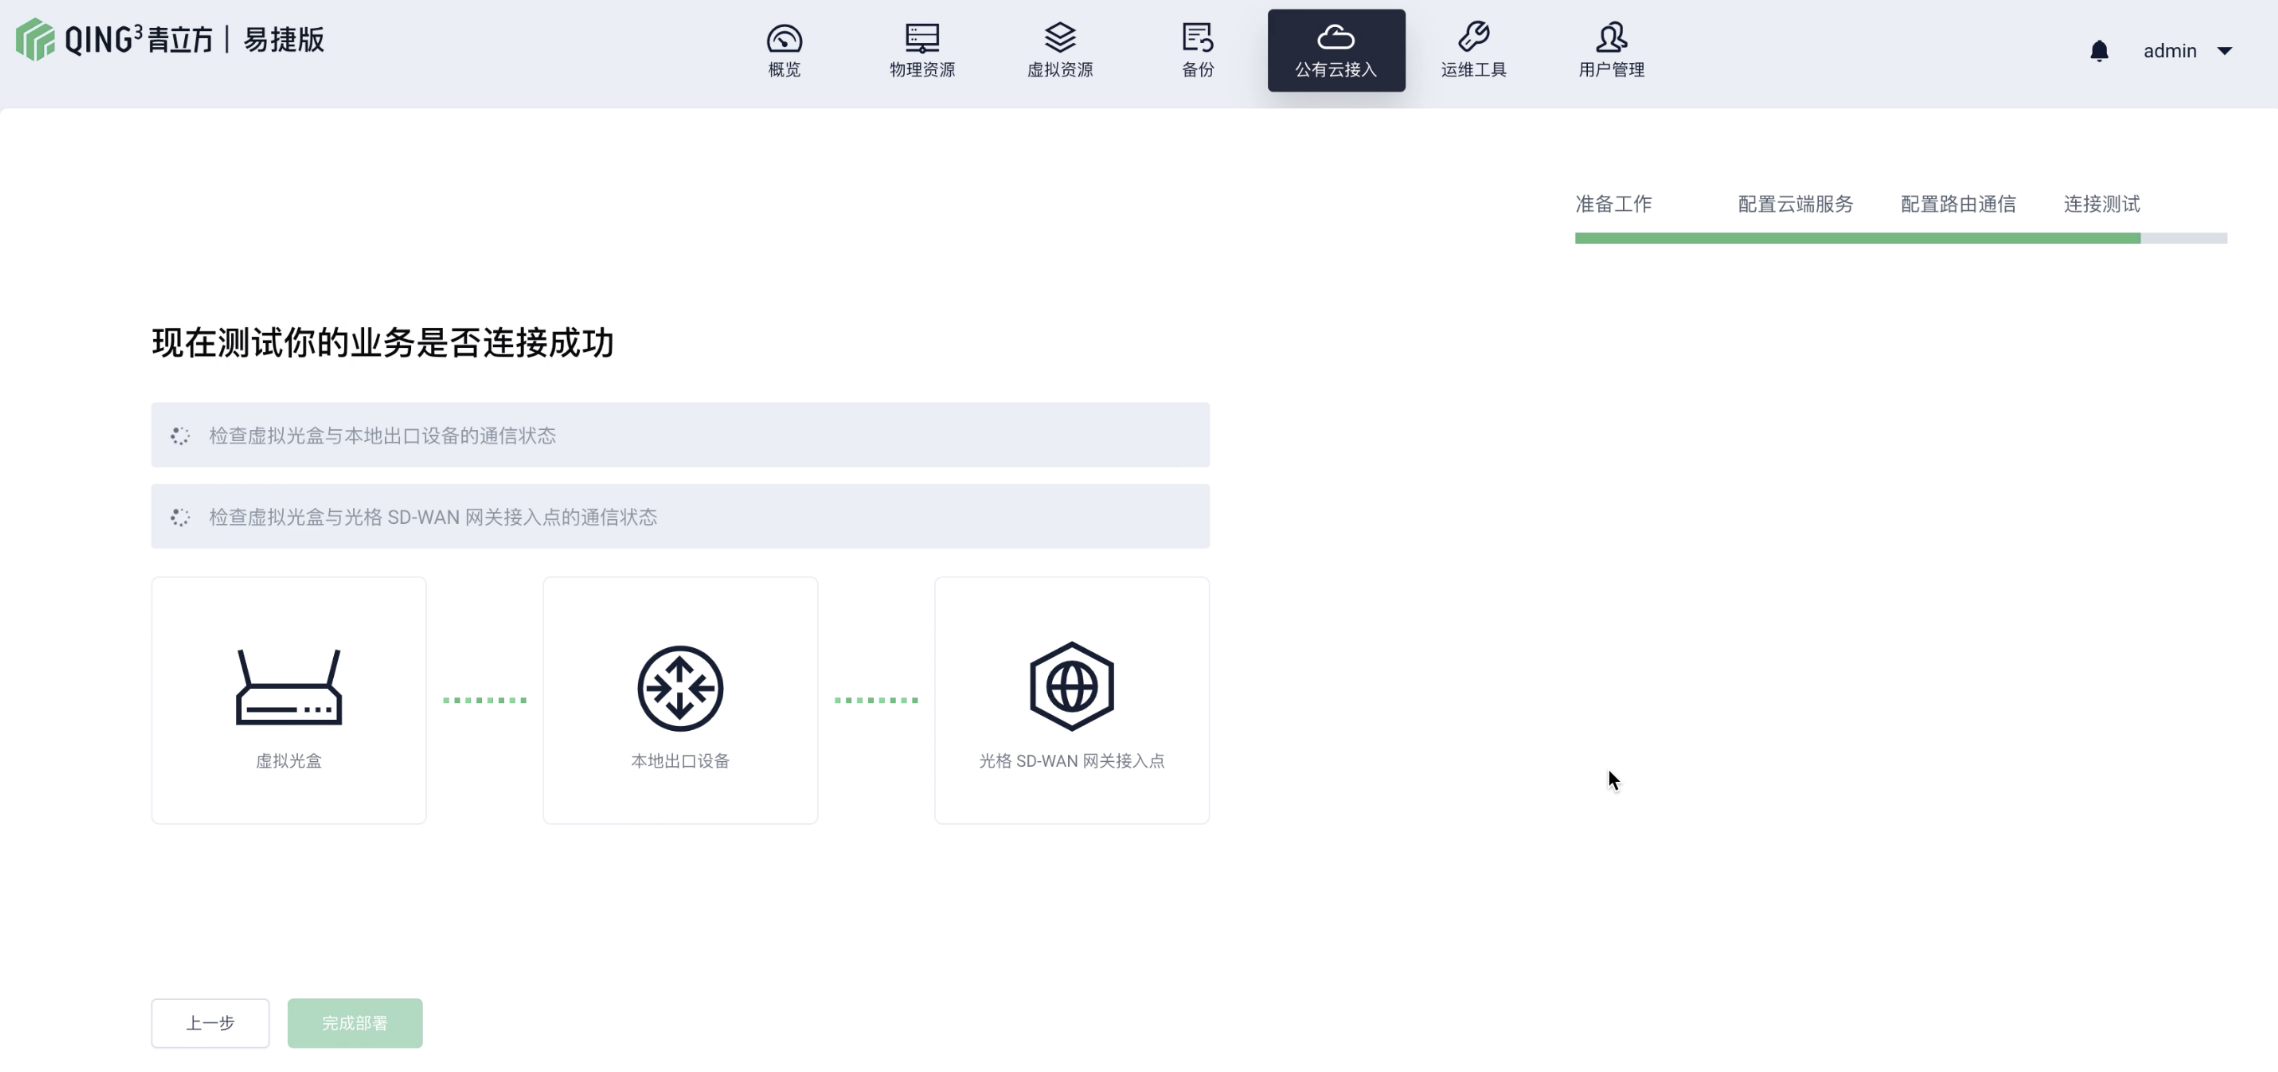 QING³青立方 | 易捷版
概览
物理资源
虚拟资源
备份
公有云接入
运维工具
用户管理
admin
准备工作
配置云端服务
配置路由通信
连接测试
现在测试你的业务是否连接成功
检查虚拟光盒与本地出口设备的通信状态
检查虚拟光盒与光格 SD-WAN 网关接入点的通信状态
虚拟光盒
本地出口设备
光格 SD-WAN 网关接入点
上一步
完成部署